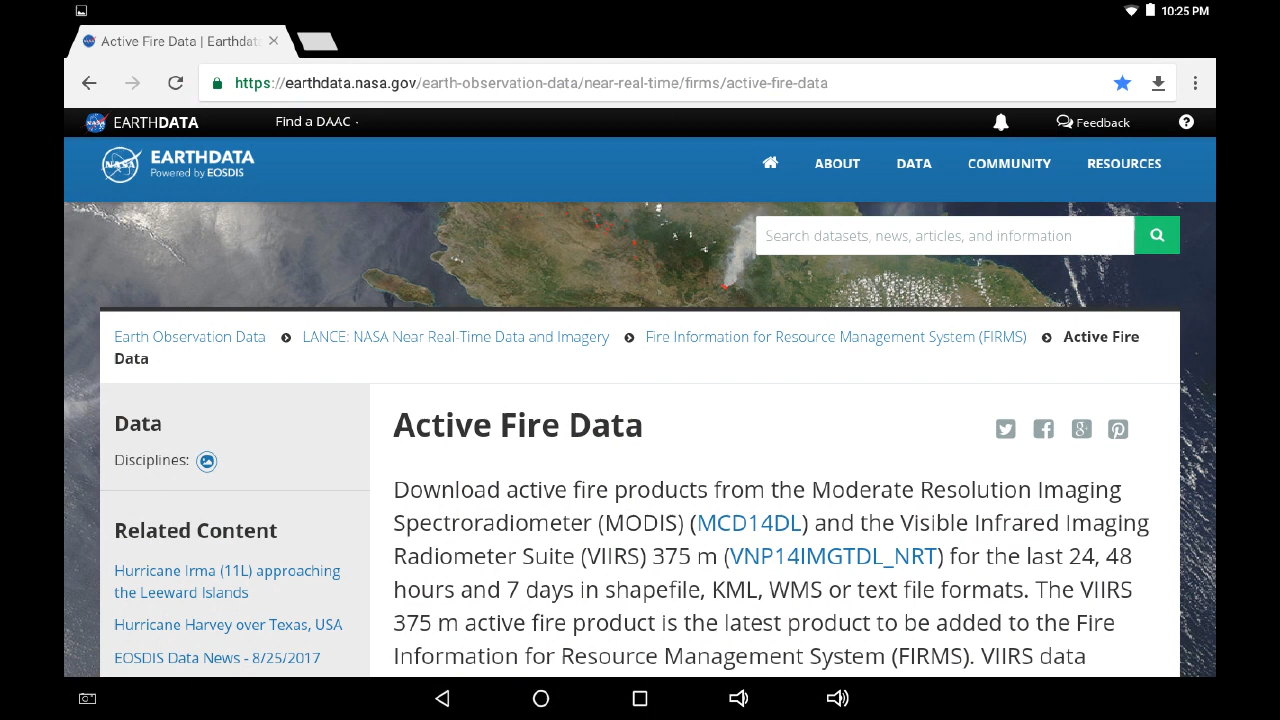 10:25 PM
Active Fire Data | Earthdat
https://earthdata.nasa.gov/earth-observation-data/near-real-time/firms/active-fire-data
EARTHDATA
Find a DAAC
Feedback
NASA
EARTHDATA
Powered by EOSDIS
ABOUT
DATA
COMMUNITY
RESOURCES
Search datasets, news, articles, and information
Earth Observation Data
LANCE: NASA Near Real-Time Data and Imagery
Fire Information for Resource Management System (FIRMS)
Active Fire
Data
Data
Disciplines:
Related Content
Hurricane Irma (11L) approaching
the Leeward Islands
Hurricane Harvey over Texas, USA
EOSDIS Data News - 8/25/2017
Active Fire Data
Download active fire products from the Moderate Resolution Imaging
Spectroradiometer (MODIS) (MCD14DL) and the Visible Infrared Imaging
Radiometer Suite (VIIRS) 375 m (VNP14IMGTDL_NRT) for the last 24, 48
hours and 7 days in shapefile, KML, WMS or text file formats. The VIIRS
375 m active fire product is the latest product to be added to the Fire
Information for Resource Management System (FIRMS). VIIRS data